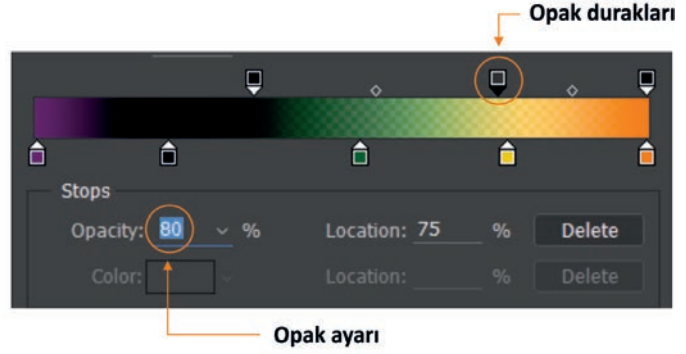 Opak durakları
Stops
Opacity: 80 % Location: 75 % Delete
Color: Location: % Delete
Opak ayarı